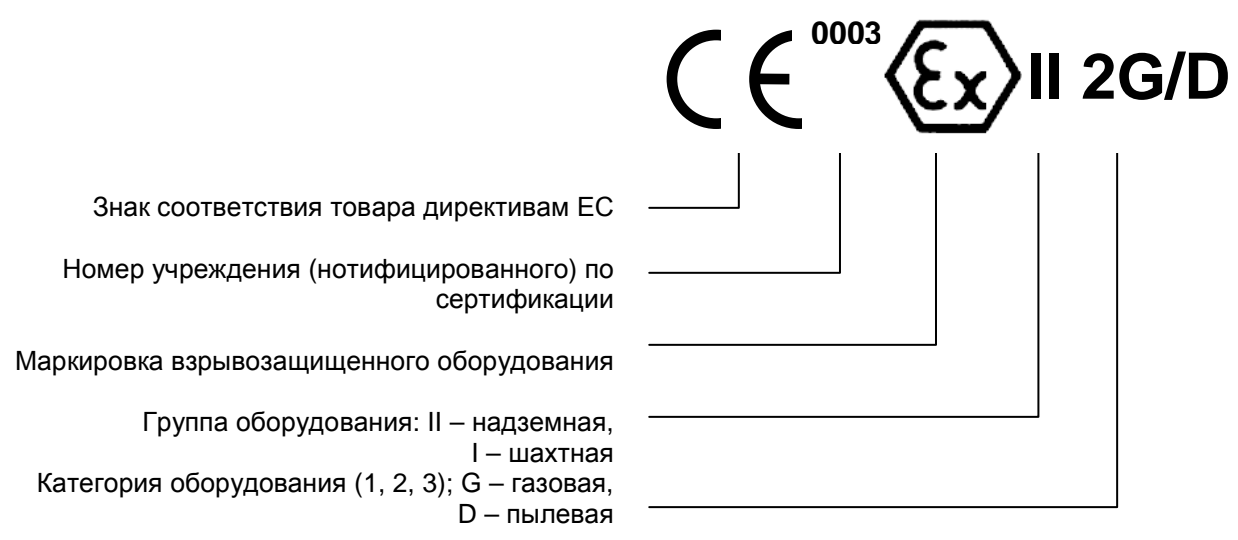 CE 0003 Ex II 2G/D
Знак соответствия товара директивам ЕС
Номер учреждения (нотифицированного) по
сертификации
Маркировка взрывозащищенного оборудования
Группа оборудования: II – надземная,
I – шахтная
Категория оборудования (1, 2, 3); G – газовая,
D – пылевая